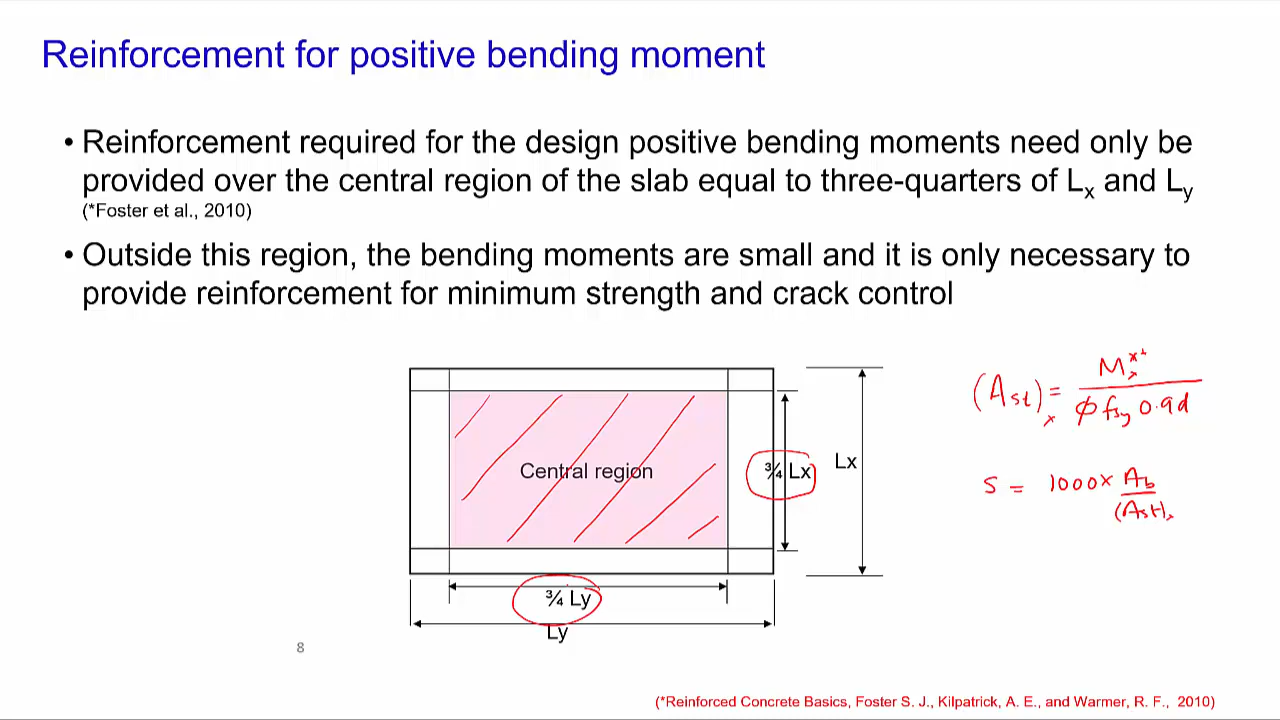 Reinforcement for positive bending moment
• Reinforcement required for the design positive bending moments need only be
provided over the central region of the slab equal to three-quarters of Lx and Ly
(*Foster et al., 2010)
• Outside this region, the bending moments are small and it is only necessary to
provide reinforcement for minimum strength and crack control
Central region
¾ Lx
Lx
¾ Ly
Ly
(Ast)x = Mx*+ / ϕ fsy 0.9d
S = 1000 x Ab / (Ast)x
8
(*Reinforced Concrete Basics, Foster S. J., Kilpatrick, A. E., and Warmer, R. F., 2010)